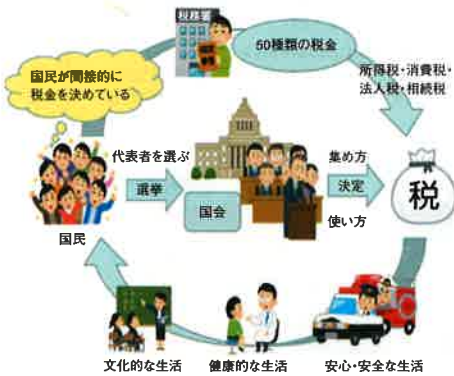 税務署
50種類の税金
国民が間接的に
税金を決めている
所得税・消費税・
法人税・相続税
代表者を選ぶ
選挙
国会
集め方
決定
使い方
税
国民
文化的な生活
健康的な生活
安心・安全な生活